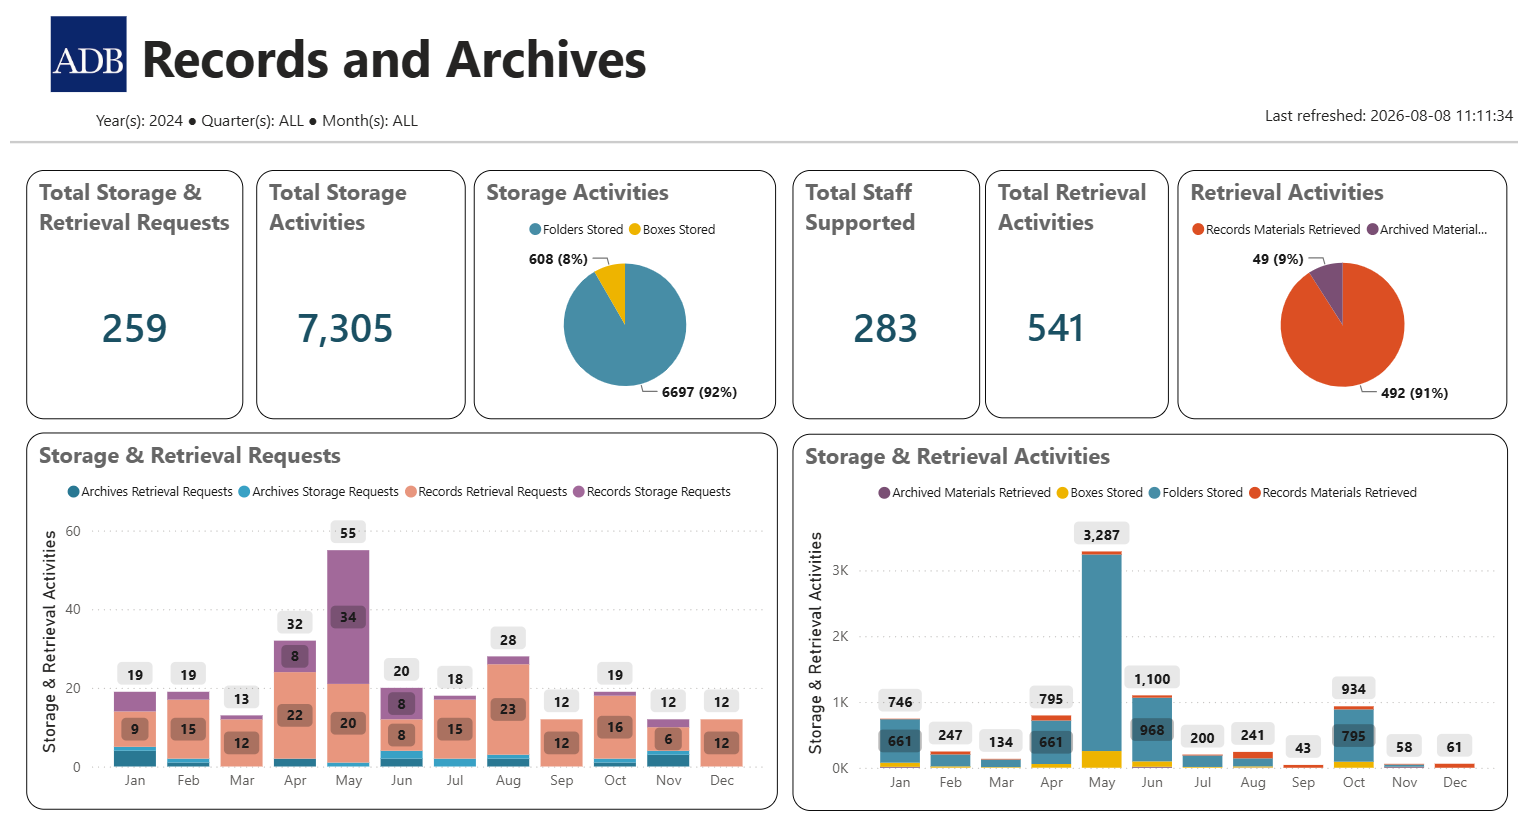 ADB
Records and Archives
Year(s): 2024 ● Quarter(s): ALL ● Month(s): ALL
Last refreshed: 2026-08-08 11:11:34
Total Storage &
Retrieval Requests
259
Total Storage
Activities
7,305
Storage Activities
Folders Stored
Boxes Stored
608 (8%)
6697 (92%)
Total Staff
Supported
283
Total Retrieval
Activities
541
Retrieval Activities
Records Materials Retrieved
Archived Material...
49 (9%)
492 (91%)
Storage & Retrieval Requests
Archives Retrieval Requests
Archives Storage Requests
Records Retrieval Requests
Records Storage Requests
Storage & Retrieval Activities
60
40
20
0
19
9
19
15
13
12
32
8
22
55
34
20
20
8
8
18
15
28
23
12
12
19
16
12
6
12
12
Jan
Feb
Mar
Apr
May
Jun
Jul
Aug
Sep
Oct
Nov
Dec
Storage & Retrieval Activities
Archived Materials Retrieved
Boxes Stored
Folders Stored
Records Materials Retrieved
Storage & Retrieval Activities
3K
2K
1K
0K
746
661
247
134
795
661
3,287
1,100
968
200
241
43
934
795
58
61
Jan
Feb
Mar
Apr
May
Jun
Jul
Aug
Sep
Oct
Nov
Dec